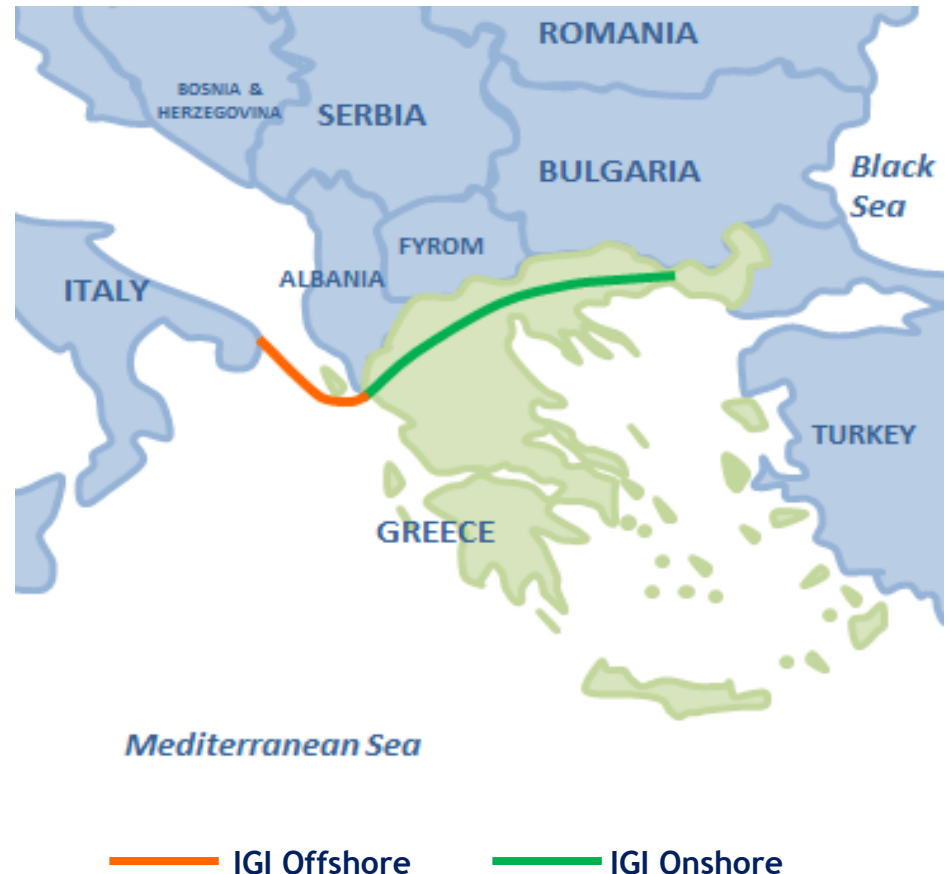 ROMANIA
BOSNIA &
HERZEGOVINA
SERBIA
BULGARIA
Black
Sea
FYROM
ALBANIA
ITALY
TURKEY
GREECE
Mediterranean Sea
IGI Offshore
IGI Onshore